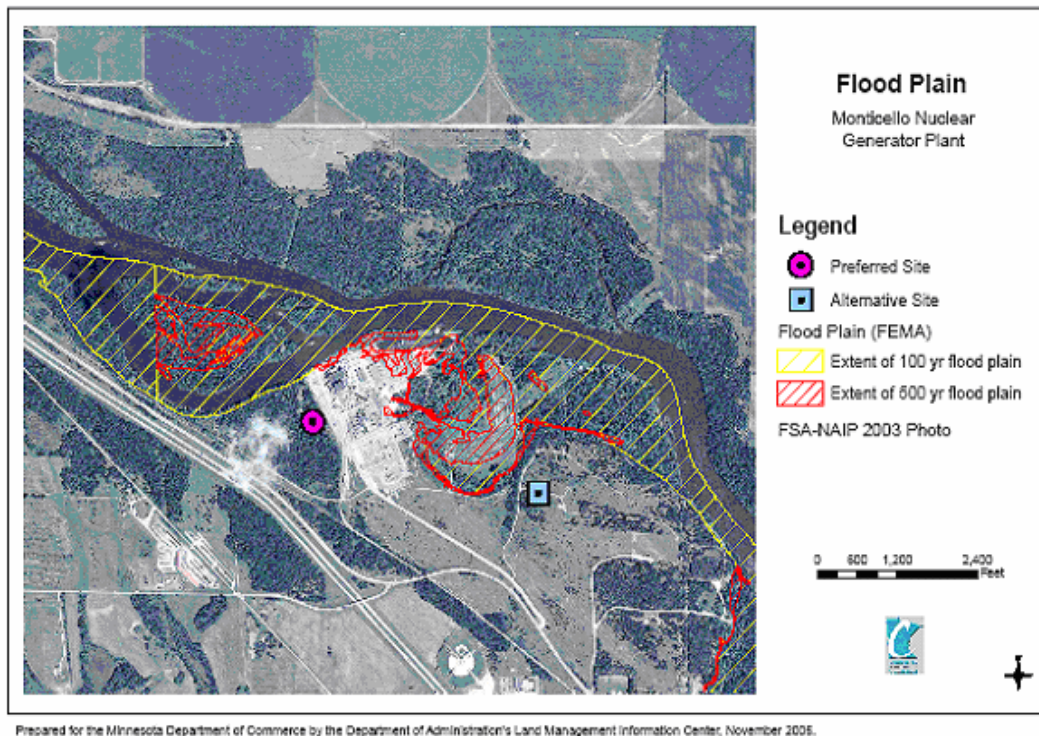 Flood Plain
Monticello Nuclear
Generator Plant
Legend
Preferred Site
Alternative Site
Flood Plain (FEMA)
Extent of 100 yr flood plain
Extent of 500 yr flood plain
FSA-NAIP 2003 Photo
0 600 1,200 2,400
Feet
Prepared for the Minnesota Department of Commerce by the Department of Administration's Land Management Information Center, November 2005.